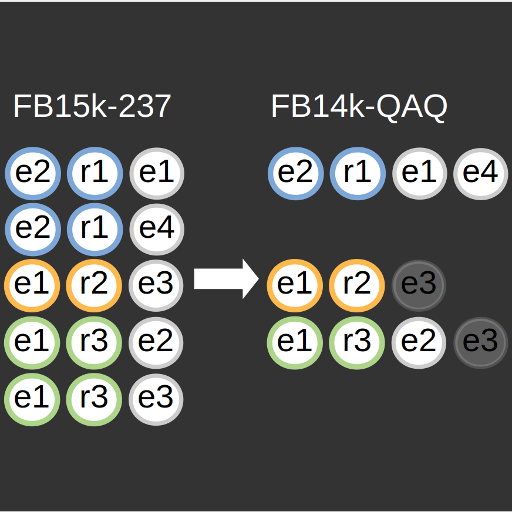 FB15k-237 FB14k-QAQ
e2 r1 e1 e2 r1 e1 e4
e2 r1 e4
e1 r2 e3 e1 r2 e3
e1 r3 e2 e1 r3 e2 e3
e1 r3 e3